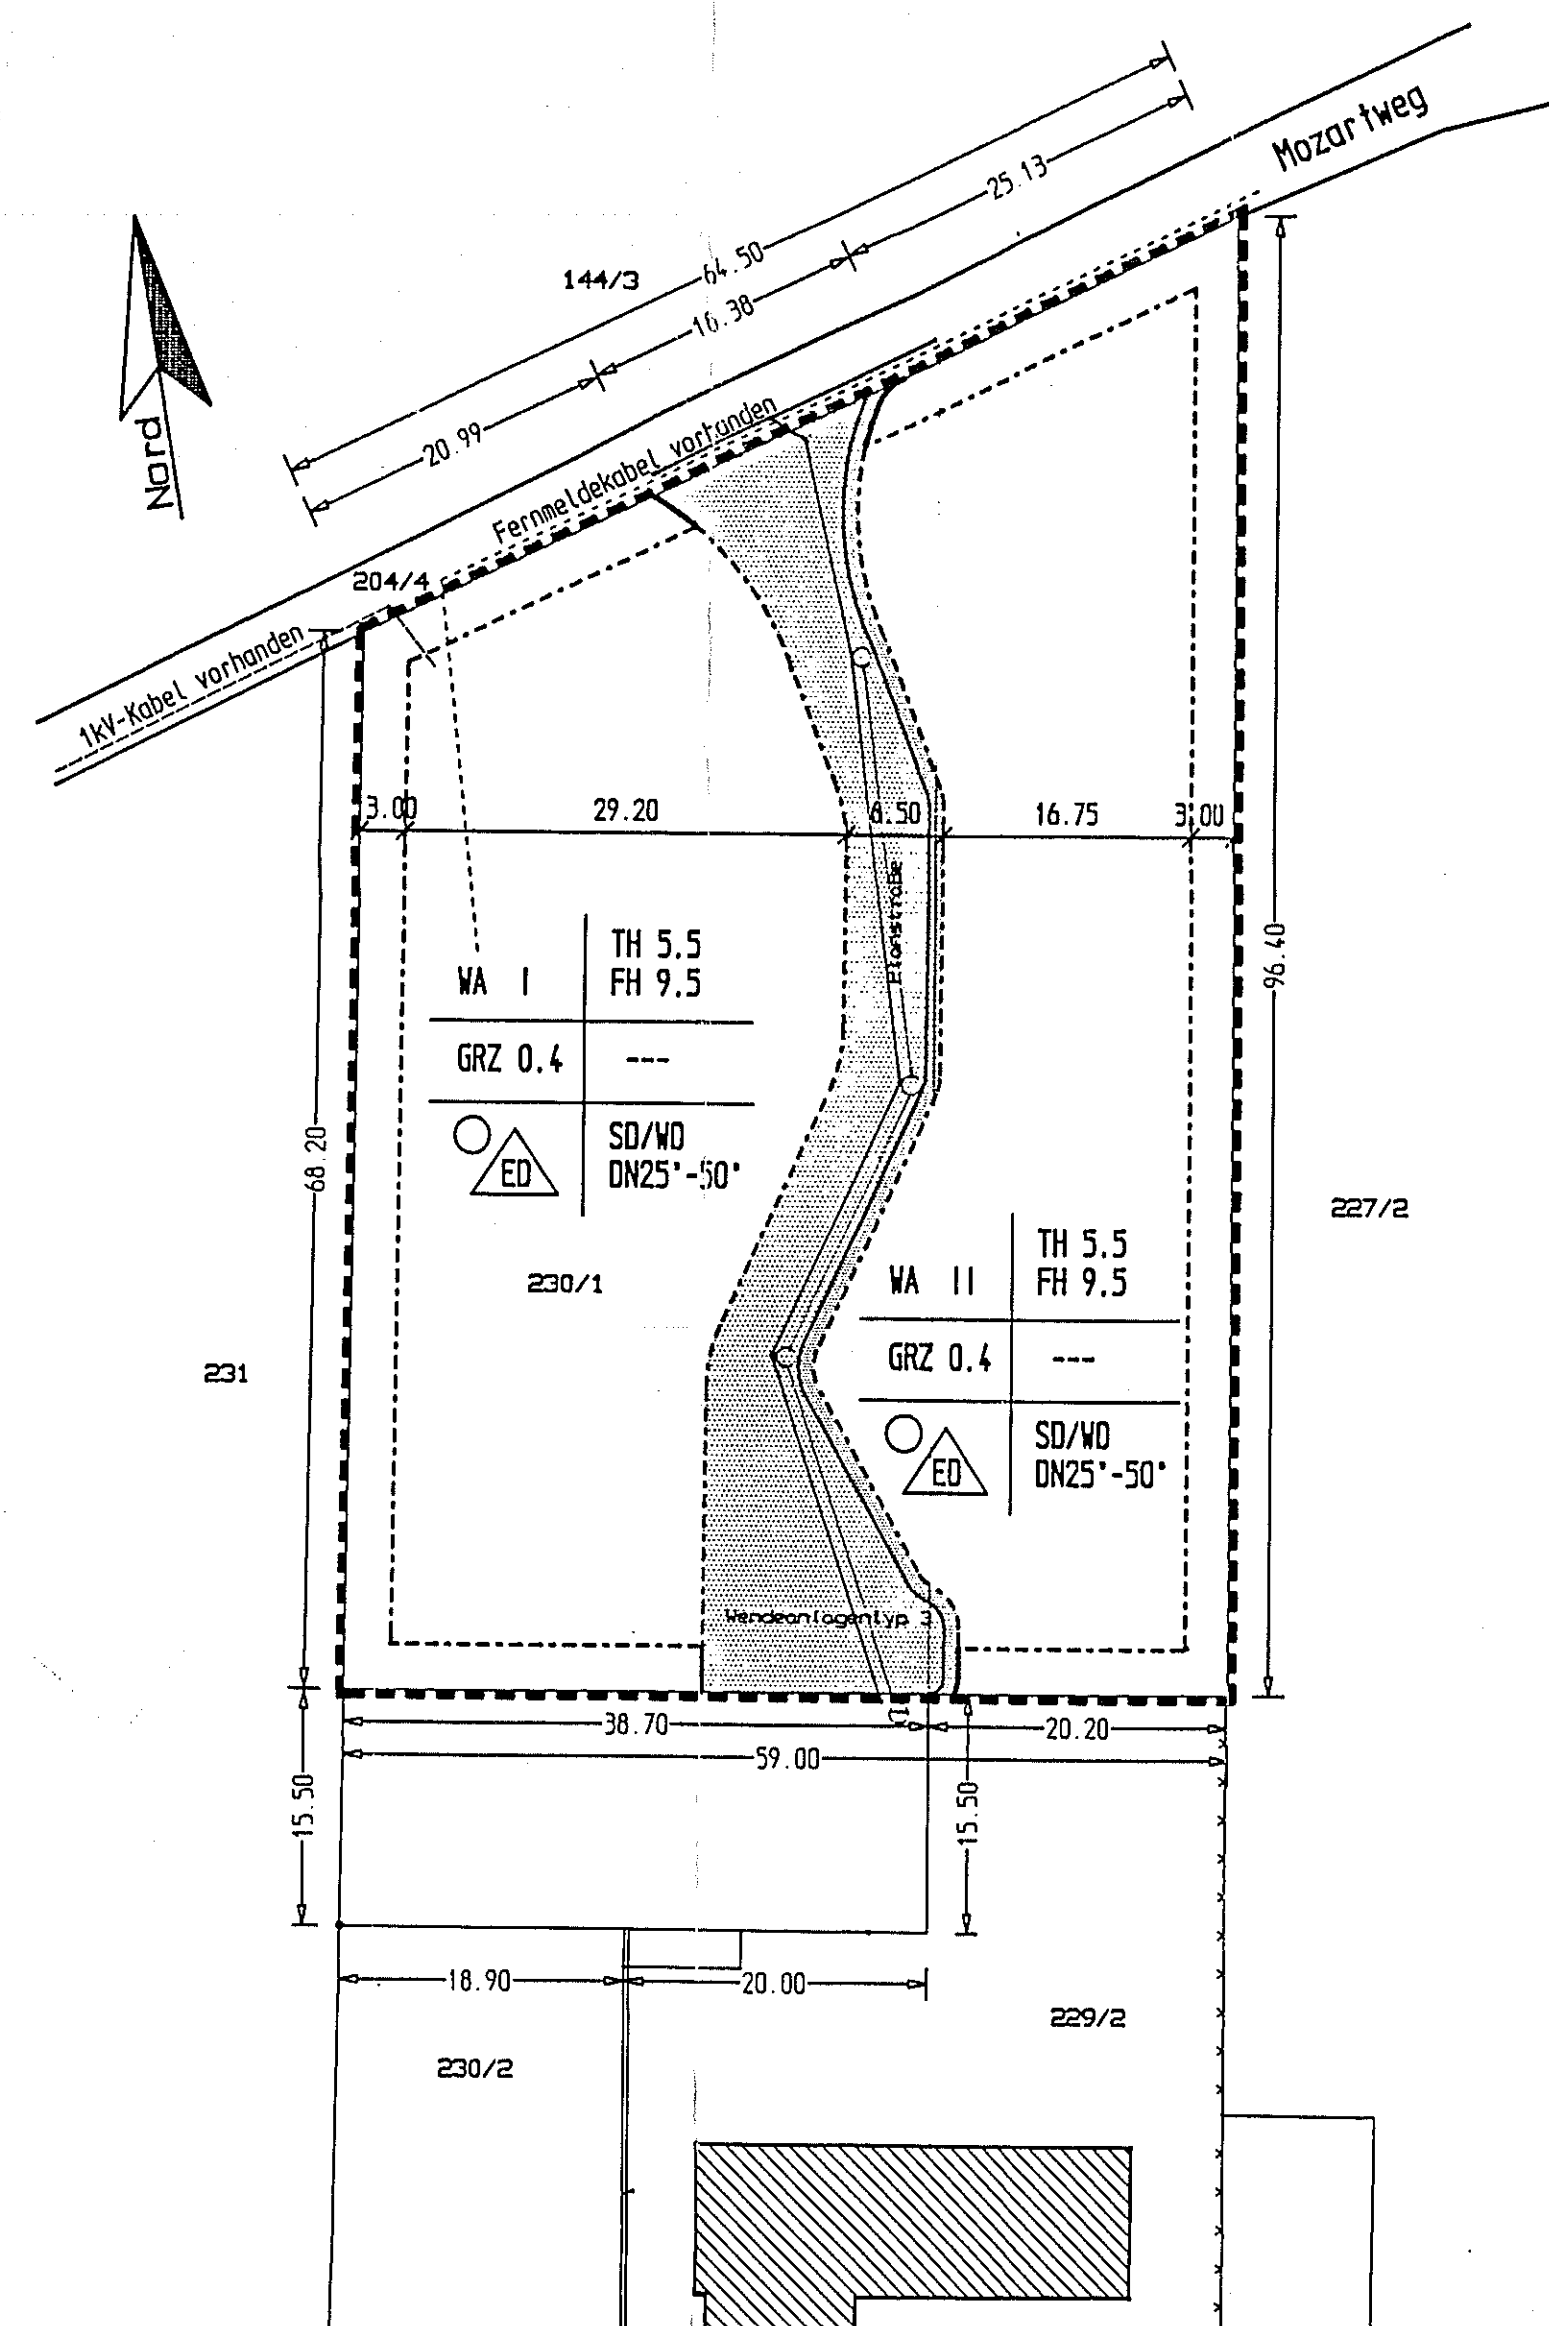 Mozartweg
25.13
64.50
144/3
16.38
20.99
Nord
Fernmeldekabel vorhanden
204/4
1kV-Kabel vorhanden
3.00
29.20
6.50
16.75
3.00
Planstraße
96.40
WA I
TH 5.5
FH 9.5
GRZ 0.4
---
ED
SD/WD
DN25°-50°
68.20
227/2
230/1
WA II
TH 5.5
FH 9.5
GRZ 0.4
---
ED
SD/WD
DN25°-50°
231
Wendeanlagentyp 3
38.70
20.20
59.00
15.50
15.50
18.90
20.00
229/2
230/2